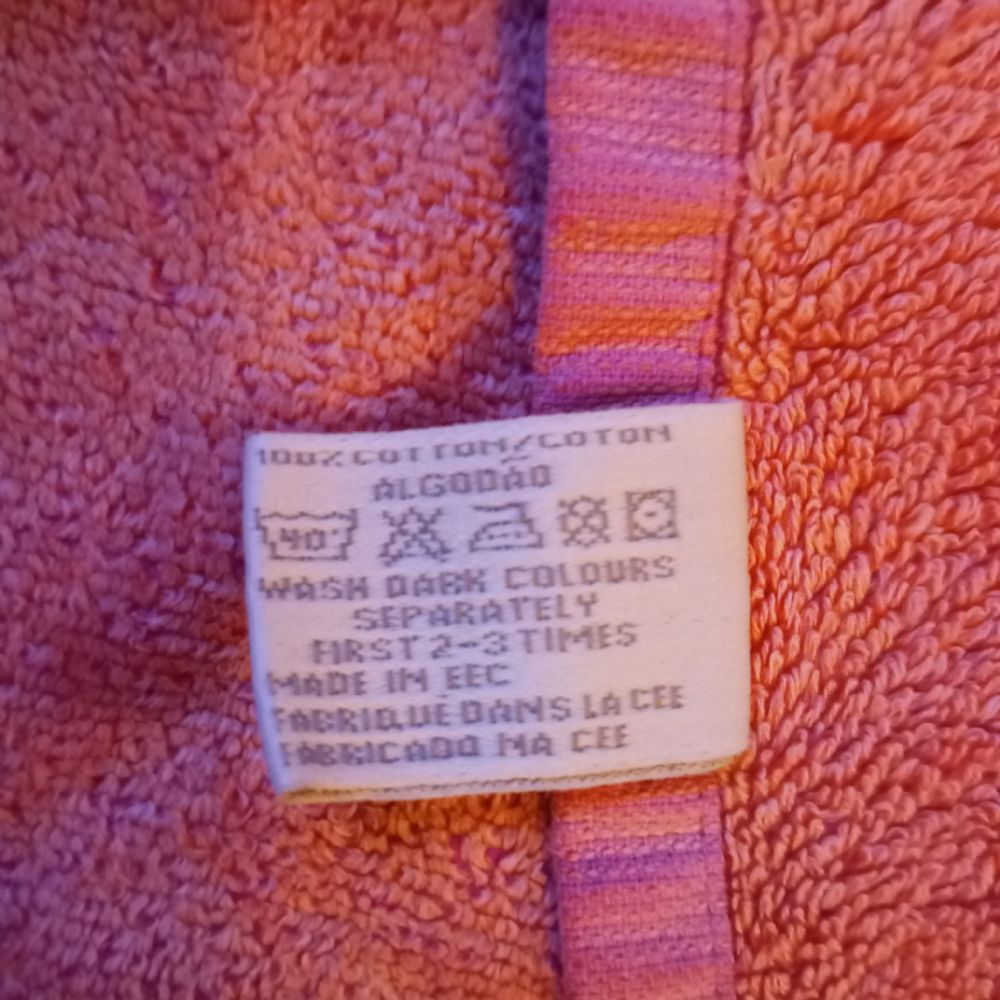 100% COTTON/COTON
ALGODÃO
40°
WASH DARK COLOURS
SEPARATELY
FIRST 2-3 TIMES
MADE IN EEC
FABRIQUE DANS LA CEE
FABRICADO NA CEE